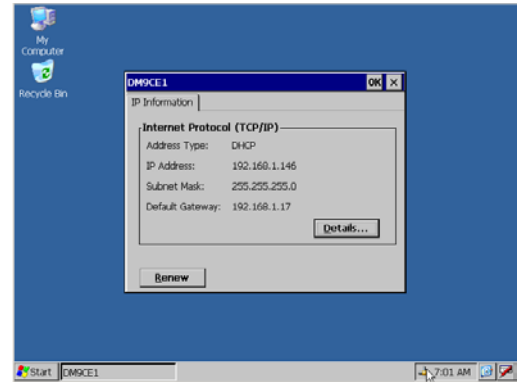 My
Computer
Recycle Bin
DM9CE1
OK
IP Information
Internet Protocol (TCP/IP)
Address Type: DHCP
IP Address: 192.168.1.146
Subnet Mask: 255.255.255.0
Default Gateway: 192.168.1.17
Details...
Renew
Start DM9CE1 7:01 AM